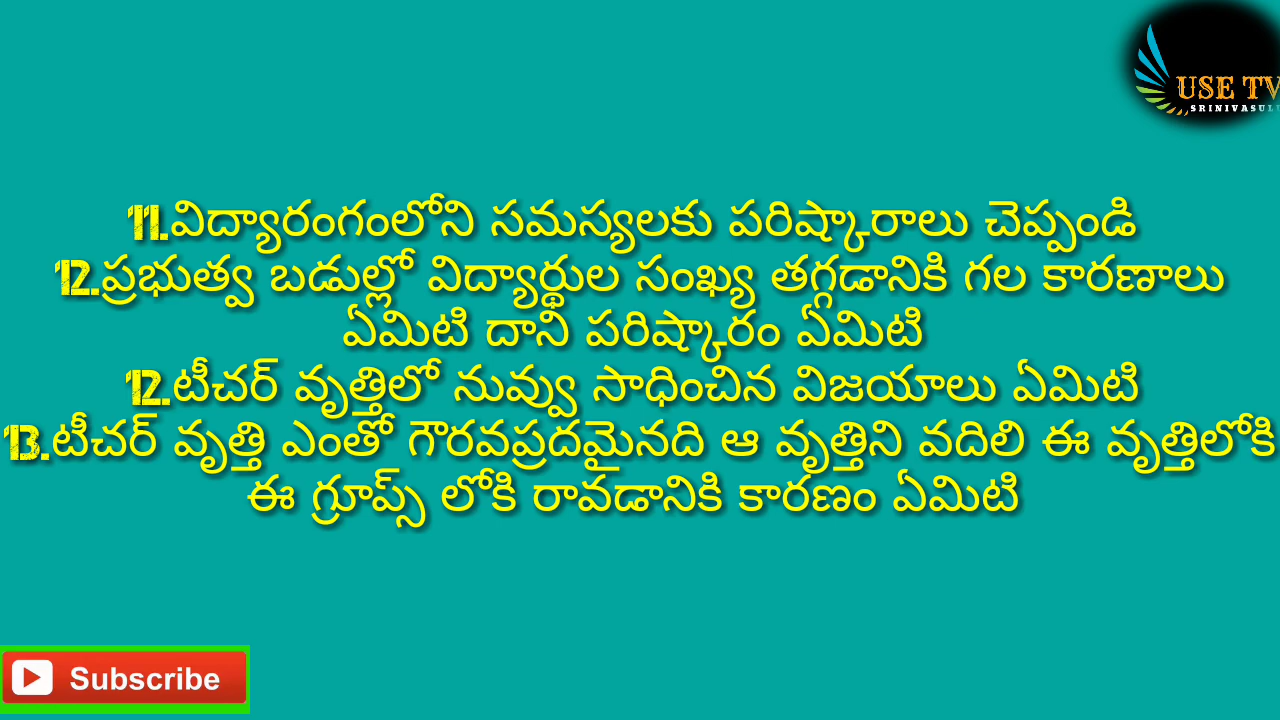 USE TV
SRINIVASULU
11.విద్యారంగంలోని సమస్యలకు పరిష్కారాలు చెప్పండి
12.ప్రభుత్వ బడుల్లో విద్యార్థుల సంఖ్య తగ్గడానికి గల కారణాలు
ఏమిటి దాని పరిష్కారం ఏమిటి
12.టీచర్ వృత్తిలో నువ్వు సాధించిన విజయాలు ఏమిటి
13.టీచర్ వృత్తి ఎంతో గౌరవప్రదమైనది ఆ వృత్తిని వదిలి ఈ వృత్తిలోకి
ఈ గ్రూప్స్ లోకి రావడానికి కారణం ఏమిటి
Subscribe